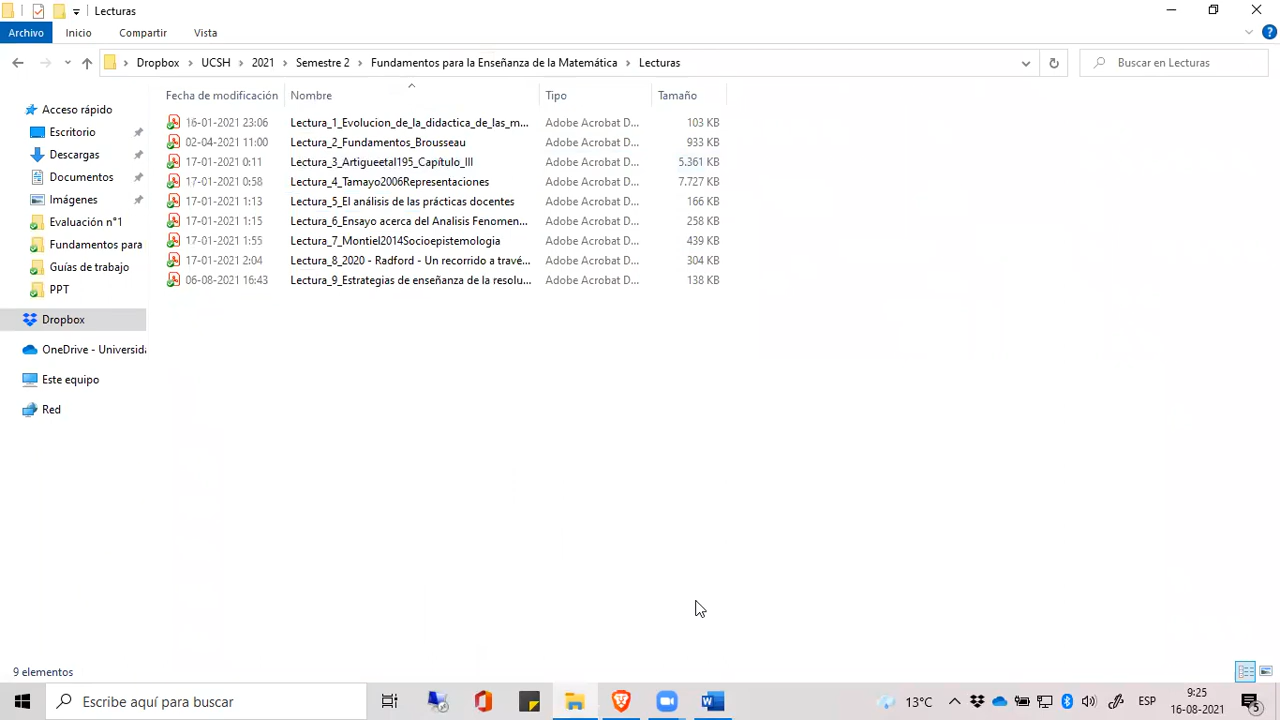 Lecturas
Archivo Inicio Compartir Vista
Dropbox UCSH 2021 Semestre 2 Fundamentos para la Enseñanza de la Matemática Lecturas
Buscar en Lecturas
Fecha de modificación Nombre Tipo Tamaño
16-01-2021 23:06 Lectura_1_Evolucion_de_la_didactica_de_las_m... Adobe Acrobat D... 103 KB
02-04-2021 11:00 Lectura_2_Fundamentos_Brousseau Adobe Acrobat D... 933 KB
17-01-2021 0:11 Lectura_3_Artigueetal195_Capítulo_III Adobe Acrobat D... 5.361 KB
17-01-2021 0:58 Lectura_4_Tamayo2006Representaciones Adobe Acrobat D... 7.727 KB
17-01-2021 1:13 Lectura_5_El análisis de las prácticas docentes Adobe Acrobat D... 166 KB
17-01-2021 1:15 Lectura_6_Ensayo acerca del Analisis Fenomen... Adobe Acrobat D... 258 KB
17-01-2021 1:55 Lectura_7_Montiel2014Socioepistemologia Adobe Acrobat D... 439 KB
17-01-2021 2:04 Lectura_8_2020 - Radford - Un recorrido a travé... Adobe Acrobat D... 304 KB
06-08-2021 16:43 Lectura_9_Estrategias de enseñanza de la resolu... Adobe Acrobat D... 138 KB
Acceso rápido
Escritorio
Descargas
Documentos
Imágenes
Evaluación n°1
Fundamentos para
Guías de trabajo
PPT
Dropbox
OneDrive - Universida
Este equipo
Red
9 elementos
Escribe aquí para buscar
13°C
ESP
9:25
16-08-2021
5